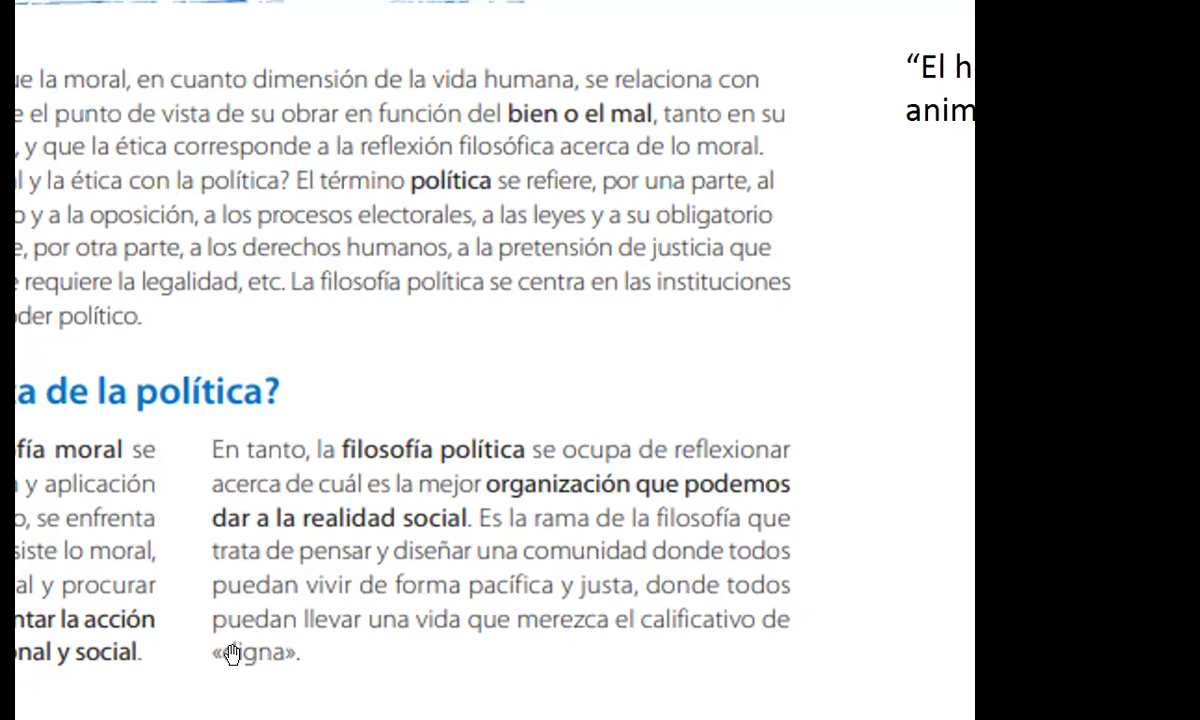 ue la moral, en cuanto dimensión de la vida humana, se relaciona con
e el punto de vista de su obrar en función del bien o el mal, tanto en su
, y que la ética corresponde a la reflexión filosófica acerca de lo moral.
l y la ética con la política? El término política se refiere, por una parte, al
o y a la oposición, a los procesos electorales, a las leyes y a su obligatorio
e, por otra parte, a los derechos humanos, a la pretensión de justicia que
e requiere la legalidad, etc. La filosofía política se centra en las instituciones
oder político.
ca de la política?
ofía moral se
n y aplicación
o, se enfrenta
siste lo moral,
al y procurar
ntar la acción
onal y social.
En tanto, la filosofía política se ocupa de reflexionar
acerca de cuál es la mejor organización que podemos
dar a la realidad social. Es la rama de la filosofía que
trata de pensar y diseñar una comunidad donde todos
puedan vivir de forma pacífica y justa, donde todos
puedan llevar una vida que merezca el calificativo de
«digna».
“El h
anim